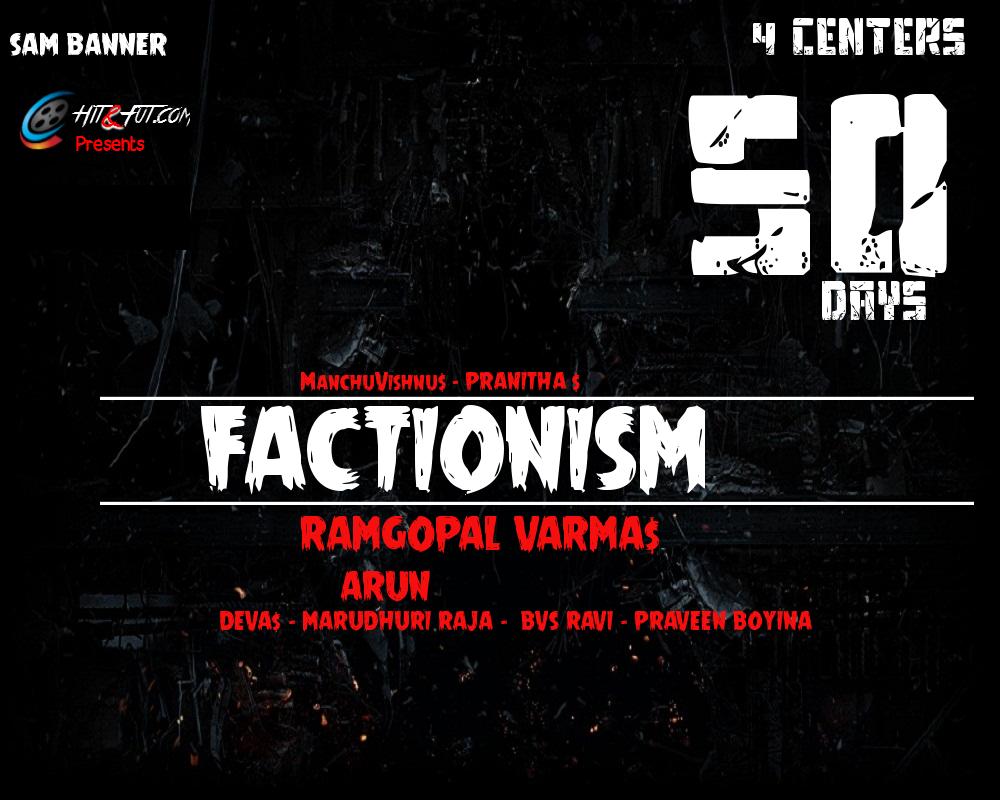 SAM BANNER
4 CENTERS
HIT&FUT.COM
Presents
50
DAYS
MANCHUVISHNU$ - PRANITHA $
FACTIONISM
RAMGOPAL VARMA$
ARUN
DEVA$ - MARUDHURI RAJA - BVS RAVI - PRAVEEN BOYINA